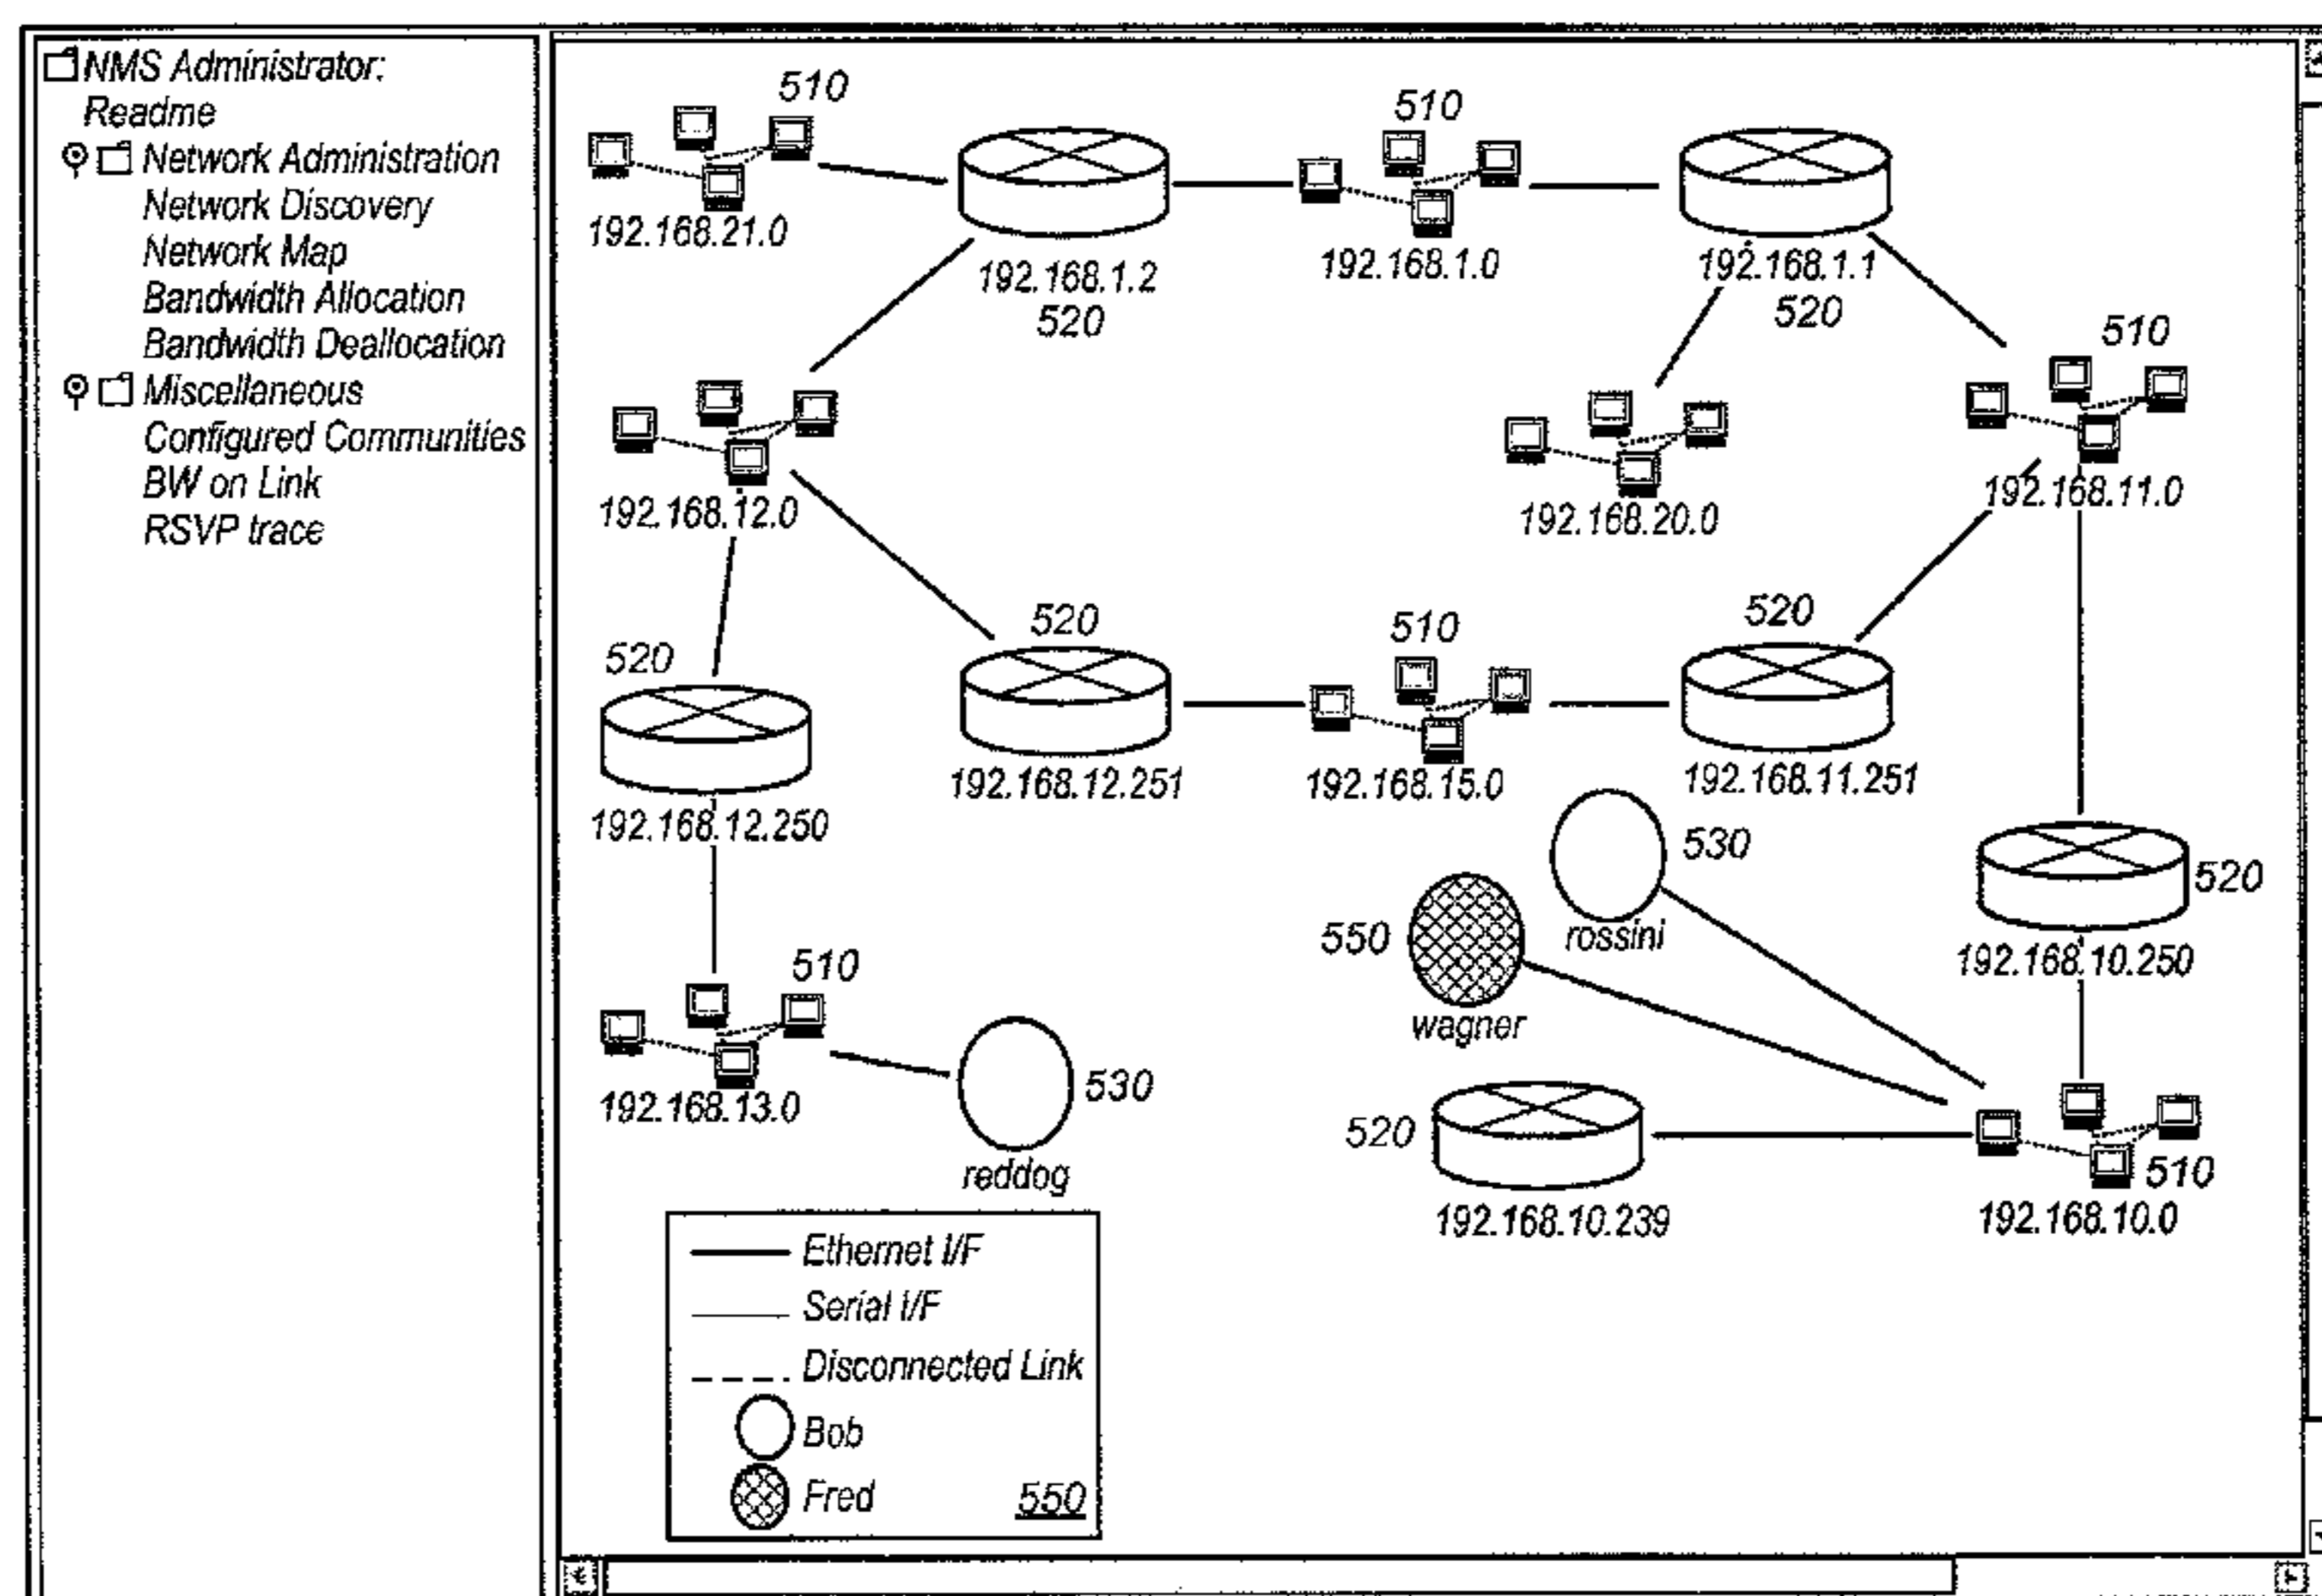 NMS Administrator:
Readme
Network Administration
Network Discovery
Network Map
Bandwidth Allocation
Bandwidth Deallocation
Miscellaneous
Configured Communities
BW on Link
RSVP trace
510
192.168.21.0
192.168.1.2
520
510
192.168.1.0
192.168.1.1
520
510
192.168.11.0
192.168.12.0
192.168.20.0
520
192.168.12.250
520
192.168.12.251
510
192.168.15.0
520
192.168.11.251
530
rossini
520
192.168.10.250
550
wagner
510
192.168.13.0
530
reddog
520
192.168.10.239
510
192.168.10.0
Ethernet I/F
Serial I/F
Disconnected Link
Bob
Fred
550